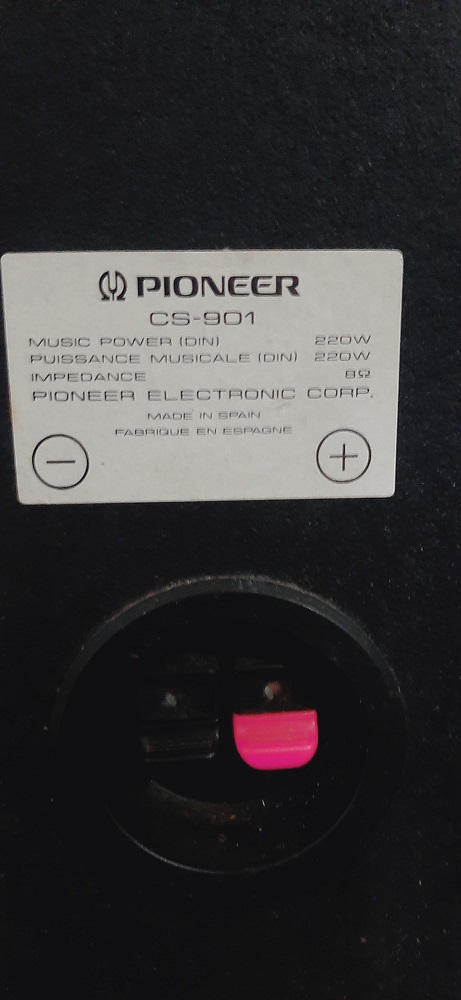 PIONEER
CS-901
MUSIC POWER (DIN) 220W
PUISSANCE MUSICALE (DIN) 220W
IMPEDANCE 8Ω
PIONEER ELECTRONIC CORP.
MADE IN SPAIN
FABRIQUE EN ESPAGNE
− +